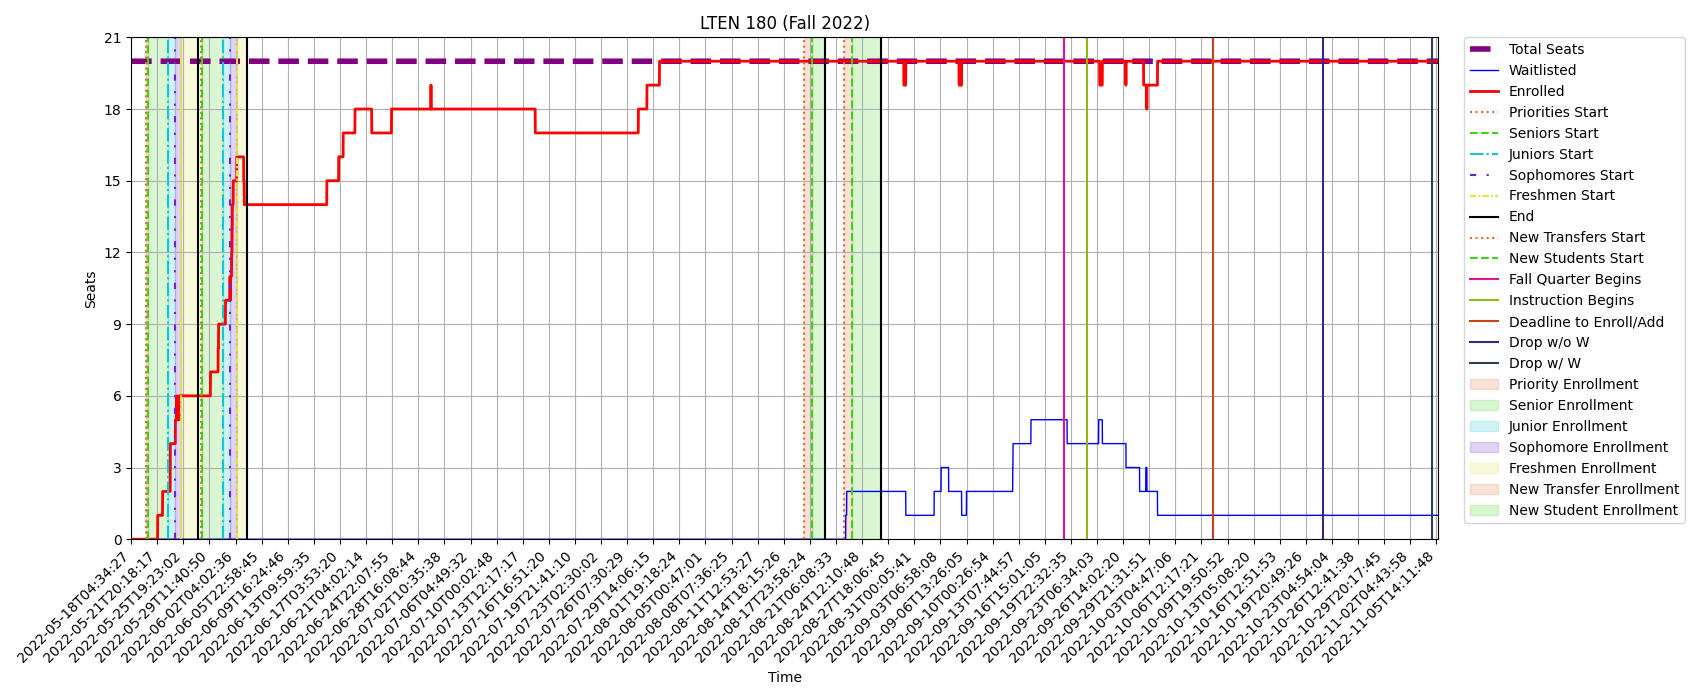 LTEN 180 (Fall 2022)
21
18
15
12
9
6
3
0
Seats
2022-05-18T04:34:27
2022-05-21T20:18:17
2022-05-25T19:23:02
2022-05-29T11:40:50
2022-06-02T04:02:36
2022-06-05T22:58:45
2022-06-09T16:24:46
2022-06-13T09:59:35
2022-06-17T03:53:20
2022-06-21T04:02:14
2022-06-24T22:07:55
2022-06-28T16:08:44
2022-07-02T10:35:38
2022-07-06T04:49:32
2022-07-10T00:02:48
2022-07-13T12:17:17
2022-07-16T16:51:20
2022-07-19T21:41:10
2022-07-23T02:30:02
2022-07-26T07:30:29
2022-07-29T14:06:15
2022-08-01T19:18:24
2022-08-05T00:47:01
2022-08-08T07:36:25
2022-08-11T12:53:27
2022-08-14T18:15:26
2022-08-17T23:58:24
2022-08-21T06:08:33
2022-08-24T12:10:48
2022-08-27T18:06:45
2022-08-31T00:05:41
2022-09-03T06:58:08
2022-09-06T13:26:05
2022-09-10T00:26:54
2022-09-13T07:44:57
2022-09-16T15:01:05
2022-09-19T22:32:35
2022-09-23T06:34:03
2022-09-26T14:02:20
2022-09-29T21:31:51
2022-10-03T04:47:06
2022-10-06T12:17:21
2022-10-09T19:50:52
2022-10-13T05:08:20
2022-10-16T12:51:53
2022-10-19T20:49:26
2022-10-23T04:54:04
2022-10-26T12:41:38
2022-10-29T20:17:45
2022-11-02T04:43:58
2022-11-05T14:11:48
Time
Total Seats
Waitlisted
Enrolled
Priorities Start
Seniors Start
Juniors Start
Sophomores Start
Freshmen Start
End
New Transfers Start
New Students Start
Fall Quarter Begins
Instruction Begins
Deadline to Enroll/Add
Drop w/o W
Drop w/ W
Priority Enrollment
Senior Enrollment
Junior Enrollment
Sophomore Enrollment
Freshmen Enrollment
New Transfer Enrollment
New Student Enrollment